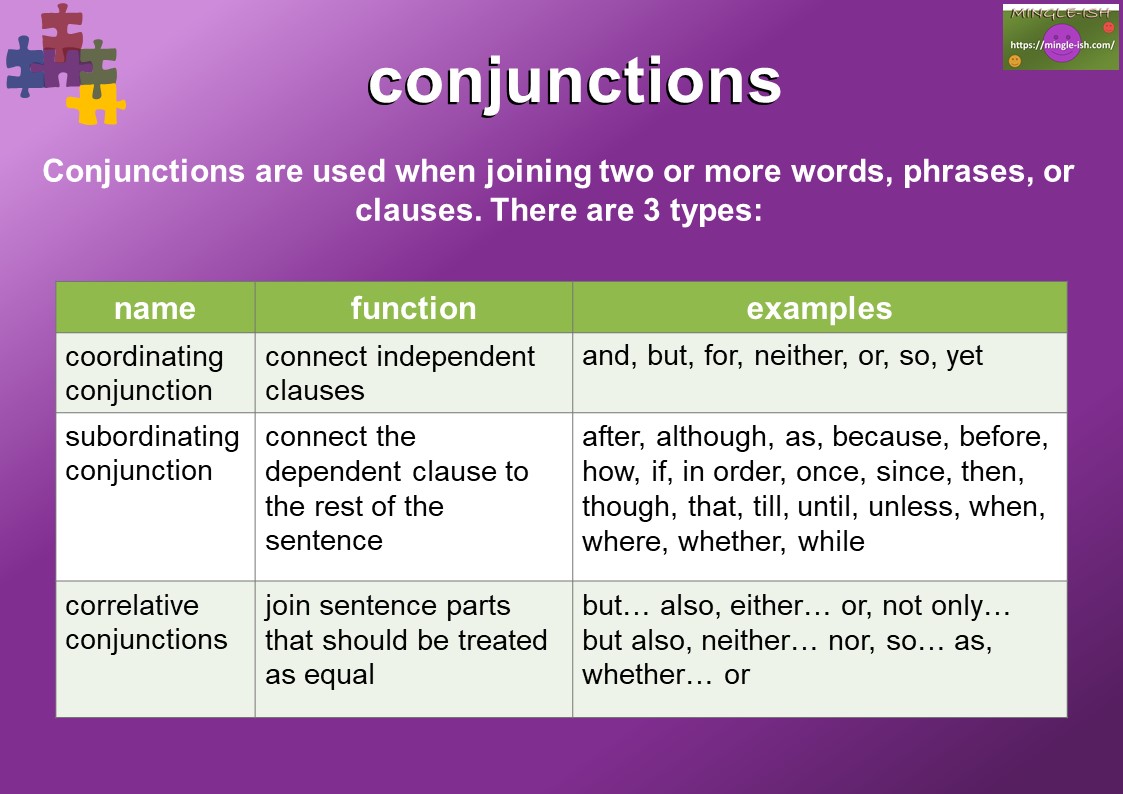 MINGLE-ISH
https://mingle-ish.com/
conjunctions
Conjunctions are used when joining two or more words, phrases, or
clauses. There are 3 types:
name function examples
coordinating
conjunction
connect independent
clauses
and, but, for, neither, or, so, yet
subordinating
conjunction
connect the
dependent clause to
the rest of the
sentence
after, although, as, because, before,
how, if, in order, once, since, then,
though, that, till, until, unless, when,
where, whether, while
correlative
conjunctions
join sentence parts
that should be treated
as equal
but… also, either… or, not only…
but also, neither… nor, so… as,
whether… or